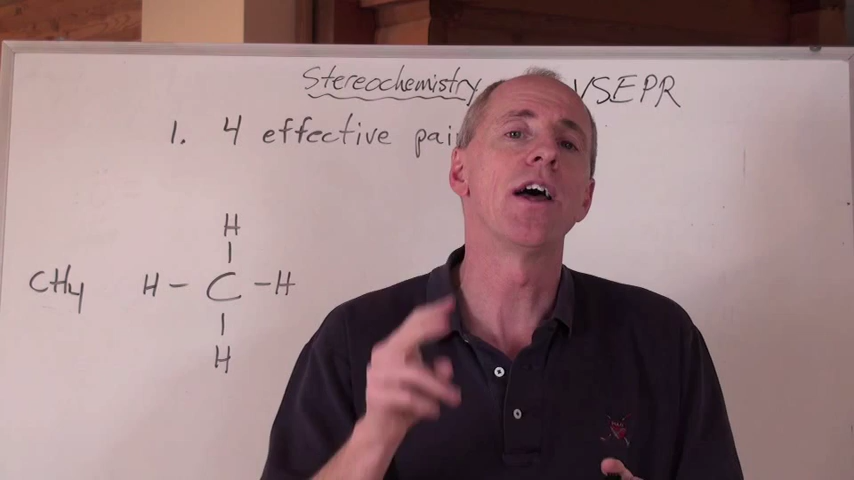 Stereochemistry VSEPR
1. 4 effective pai
H
CH4 H - C - H
H